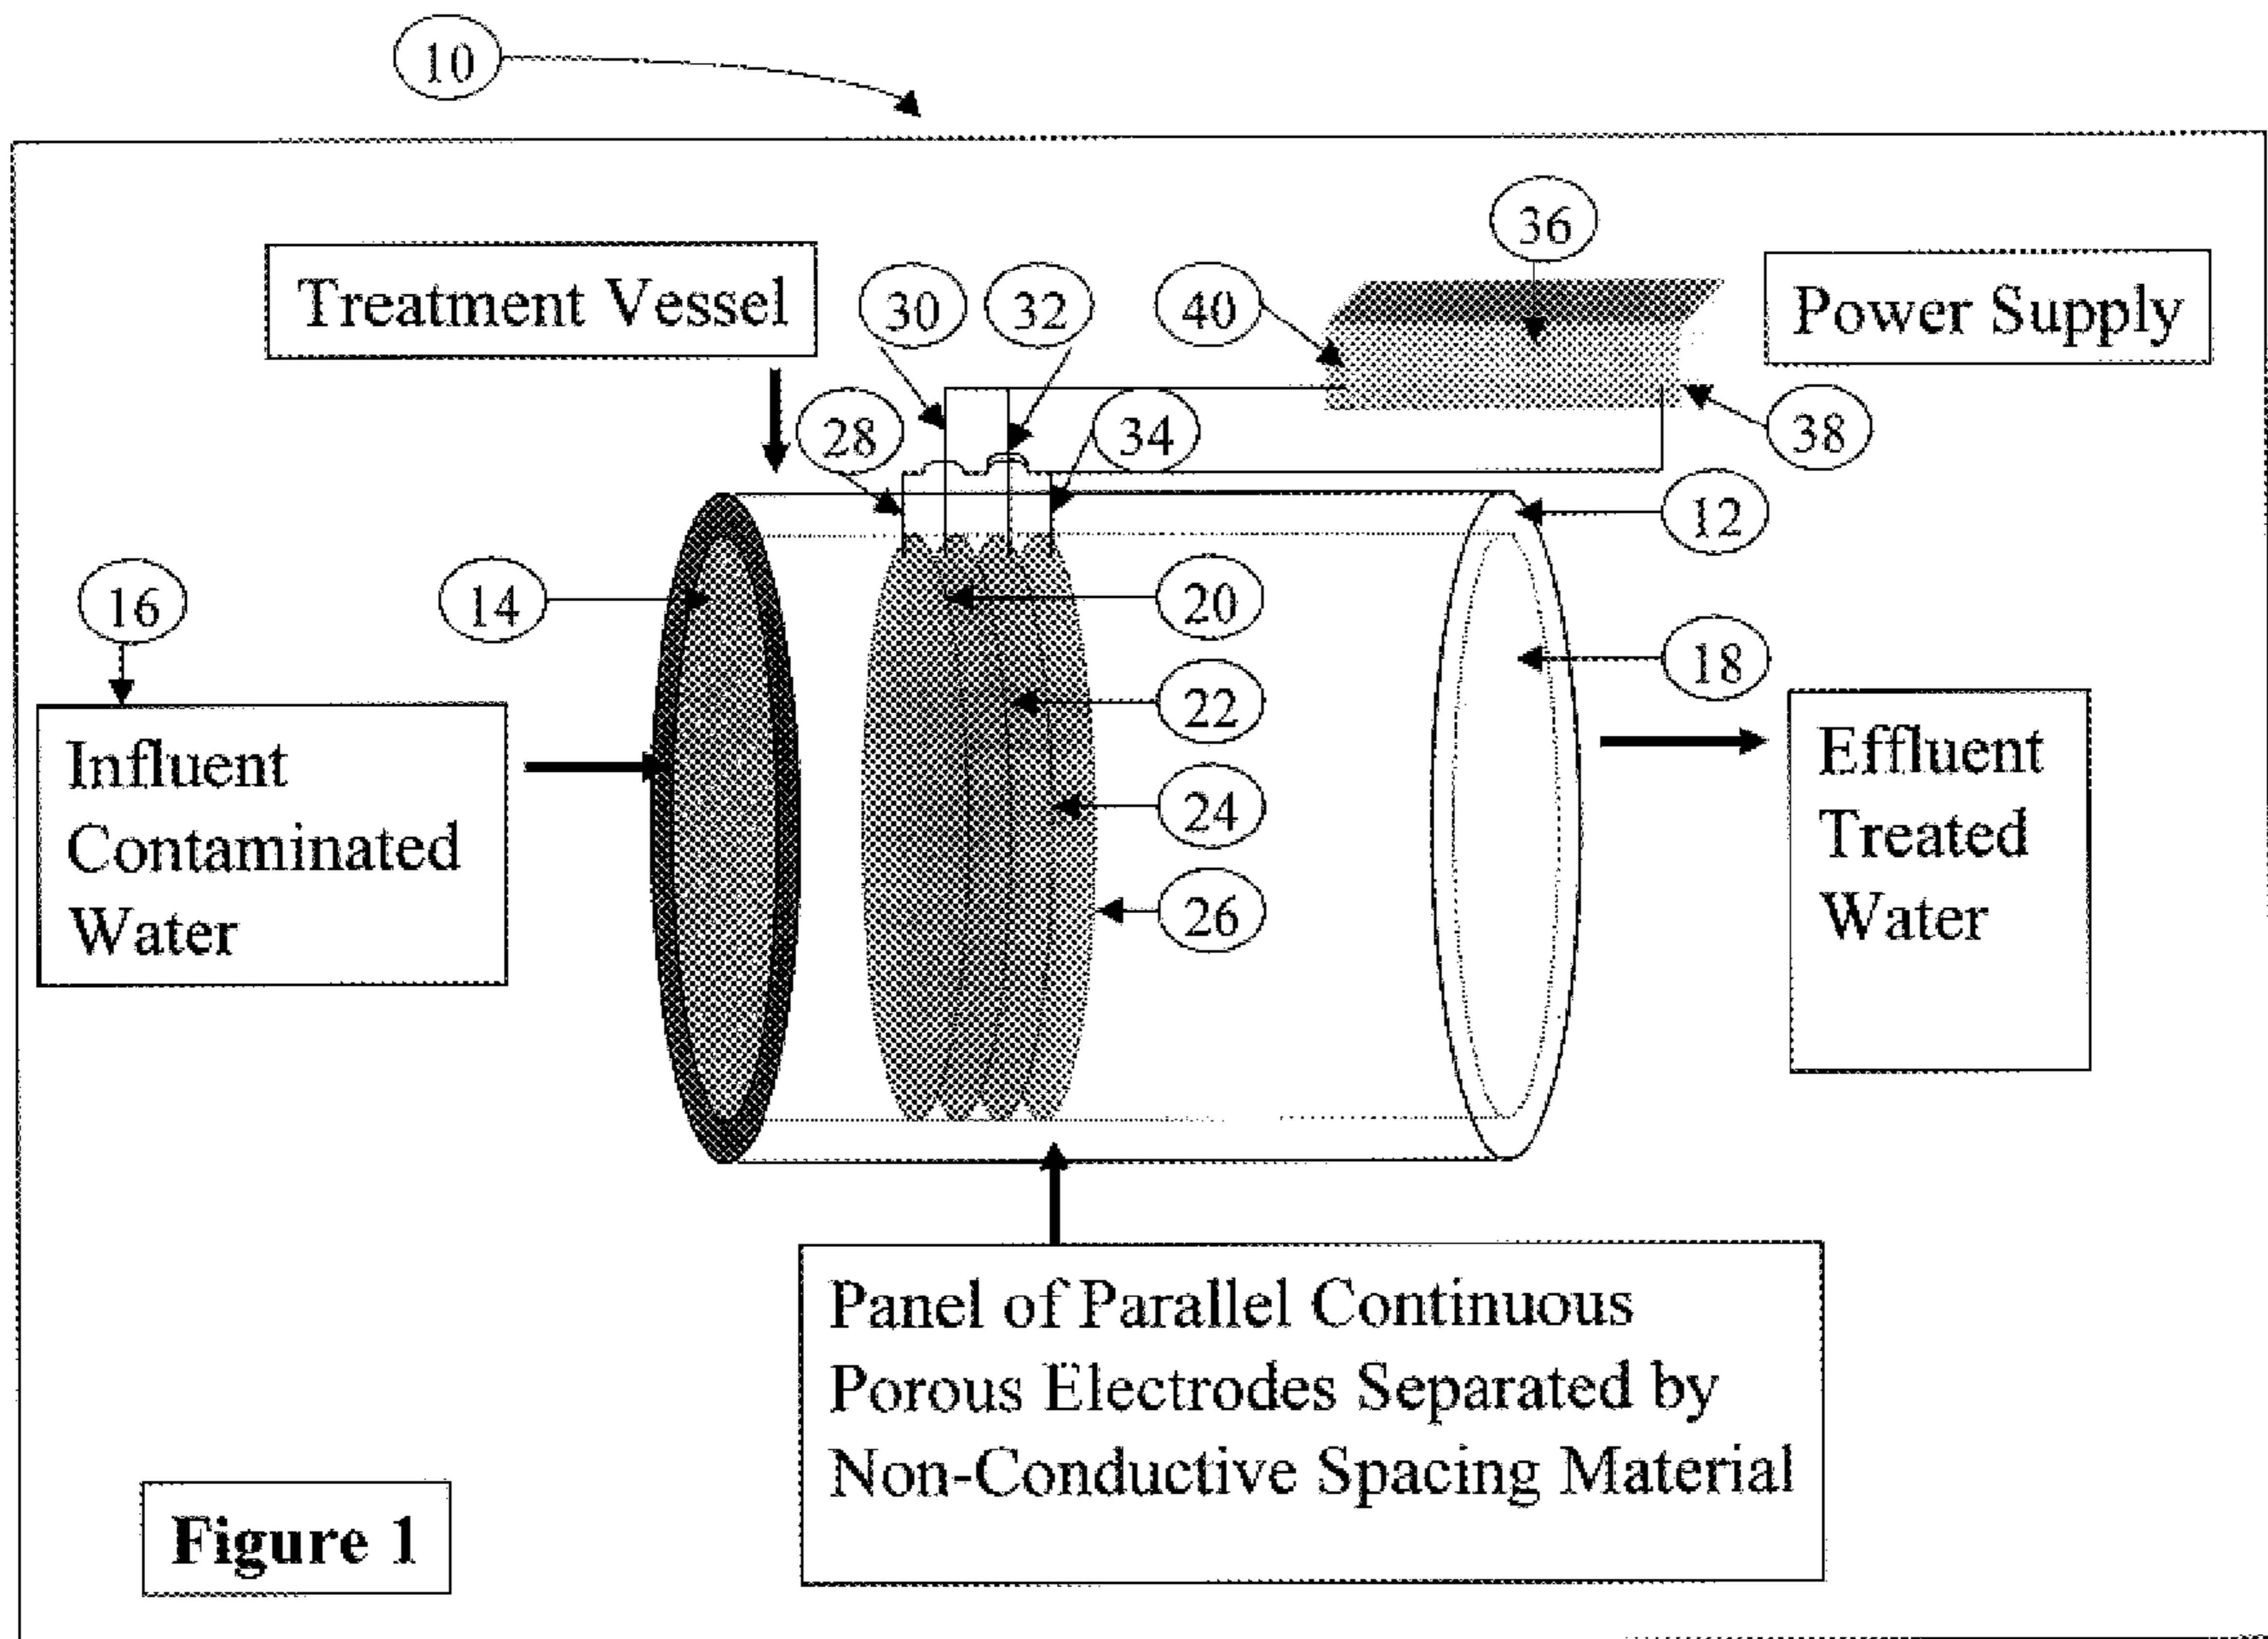 10
36
Treatment Vessel
30
32
40
Power Supply
28
34
38
12
16
14
20
18
22
Influent
Contaminated
Water
24
26
Effluent
Treated
Water
Panel of Parallel Continuous
Porous Electrodes Separated by
Non-Conductive Spacing Material
Figure 1